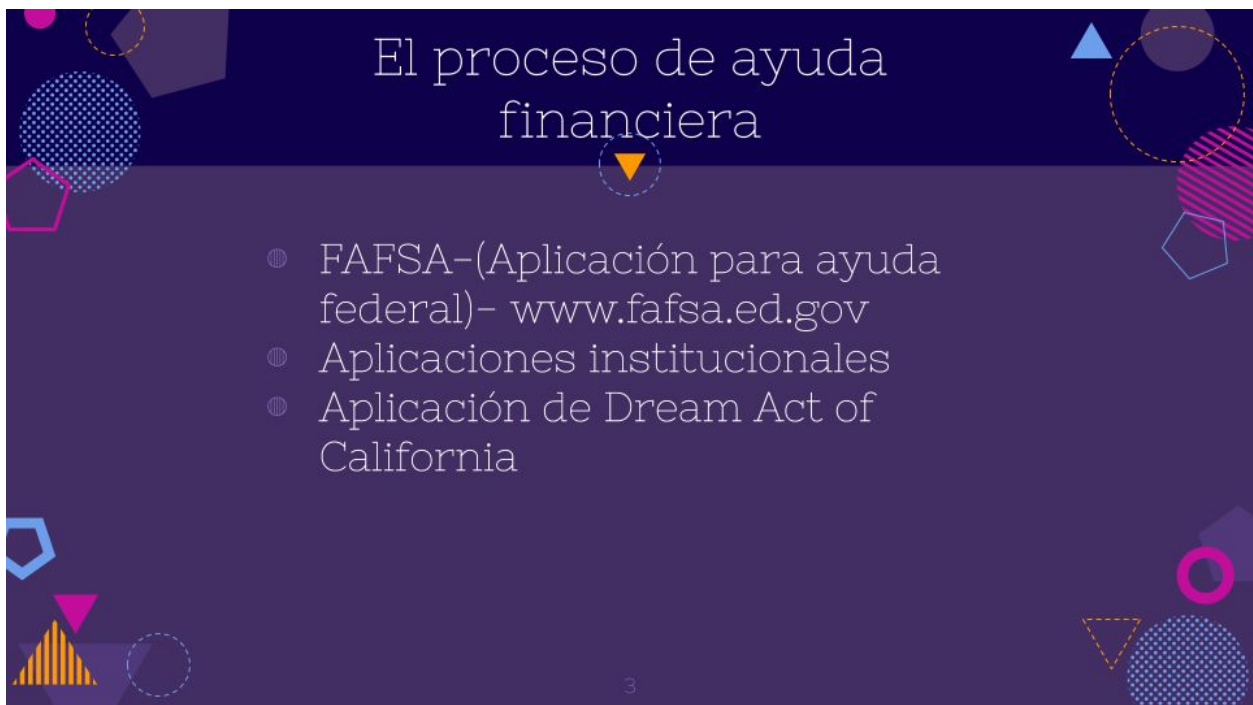 El proceso de ayuda
financiera
FAFSA-(Aplicación para ayuda
federal)- www.fafsa.ed.gov
Aplicaciones institucionales
Aplicación de Dream Act of
California
3